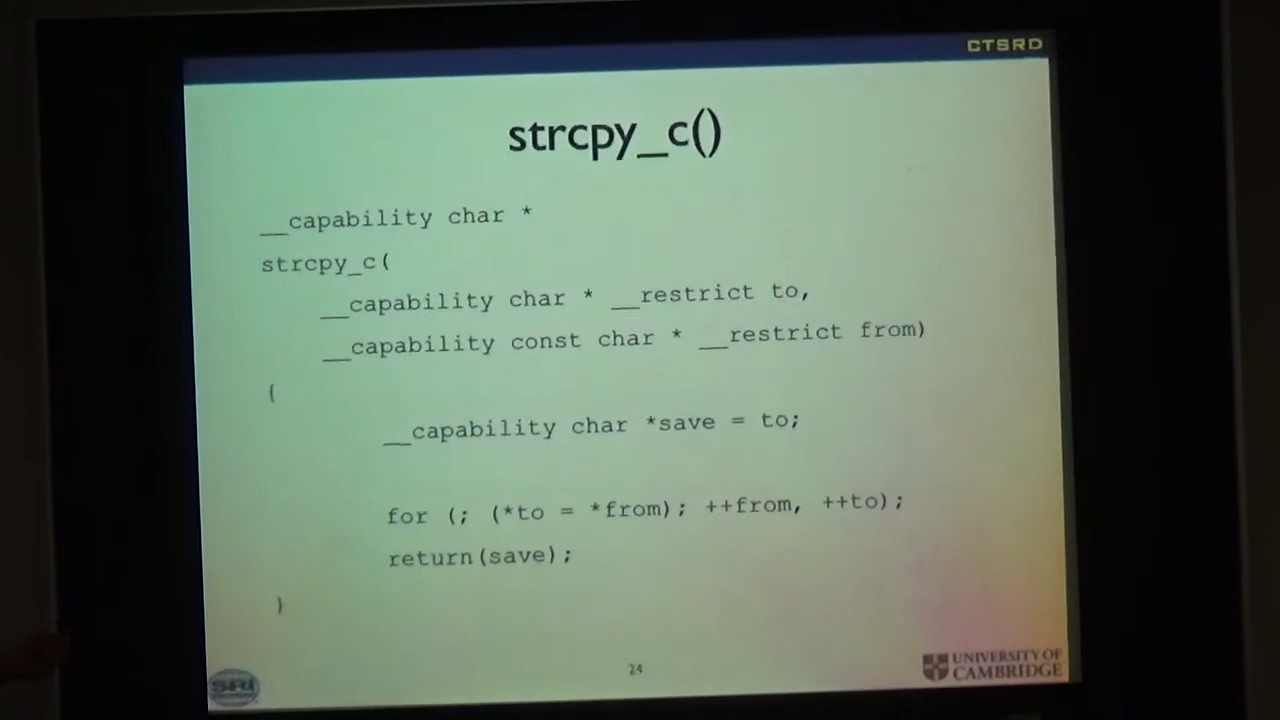 CTSRD
strcpy_c()
__capability char *
strcpy_c(
__capability char * __restrict to,
__capability const char * __restrict from)
{
__capability char *save = to;
for (; (*to = *from); ++from, ++to);
return(save);
}
SRI
24
UNIVERSITY OF
CAMBRIDGE